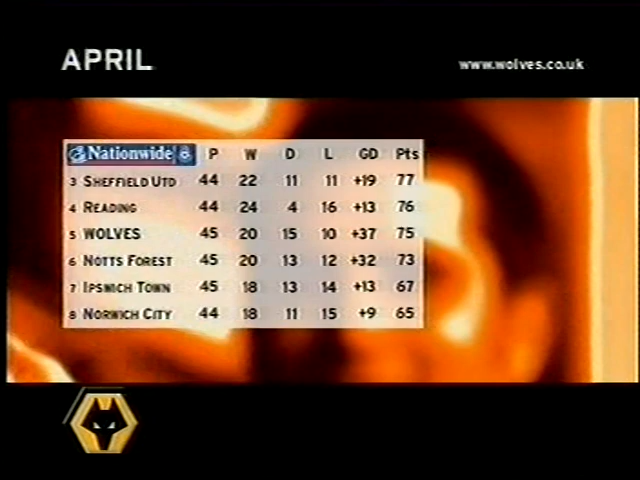 APRIL
www.wolves.co.uk
Nationwide P W D L GD Pts
3 SHEFFIELD UTD 44 22 11 11 +19 77
4 READING 44 24 4 16 +13 76
5 WOLVES 45 20 15 10 +37 75
6 NOTTS FOREST 45 20 13 12 +32 73
7 IPSWICH TOWN 45 18 13 14 +13 67
8 NORWICH CITY 44 18 11 15 +9 65